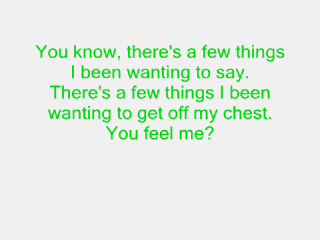 You know, there's a few things
I been wanting to say.
There's a few things I been
wanting to get off my chest.
You feel me?